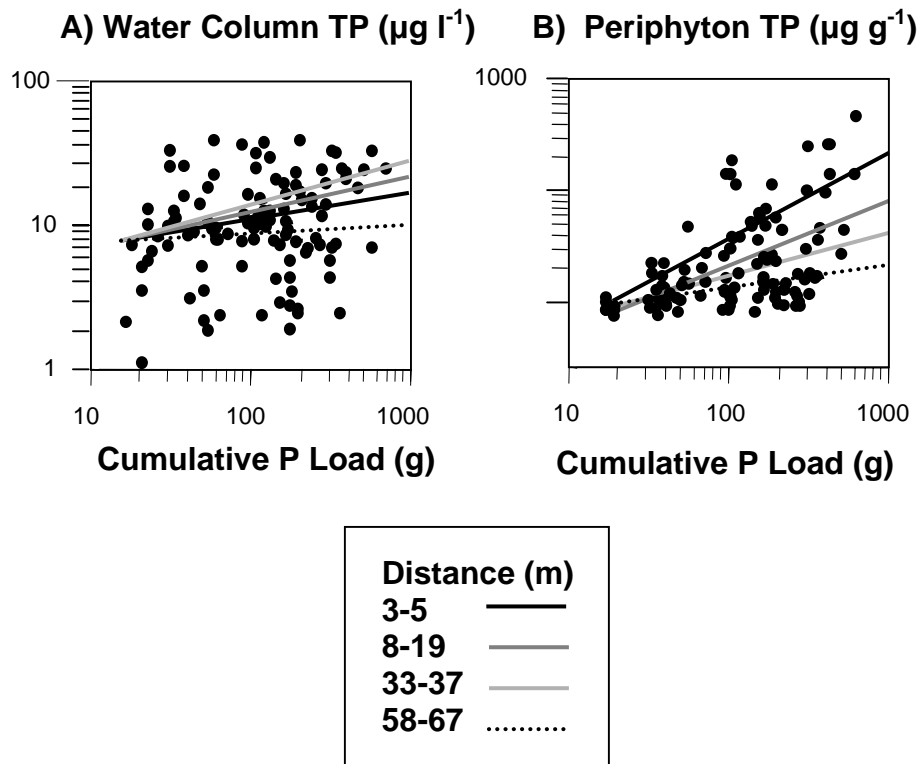 A) Water Column TP (µg l⁻¹)
B) Periphyton TP (µg g⁻¹)
100
10
1
10
100
1000
Cumulative P Load (g)
1000
10
100
1000
Cumulative P Load (g)
Distance (m)
3-5
8-19
33-37
58-67